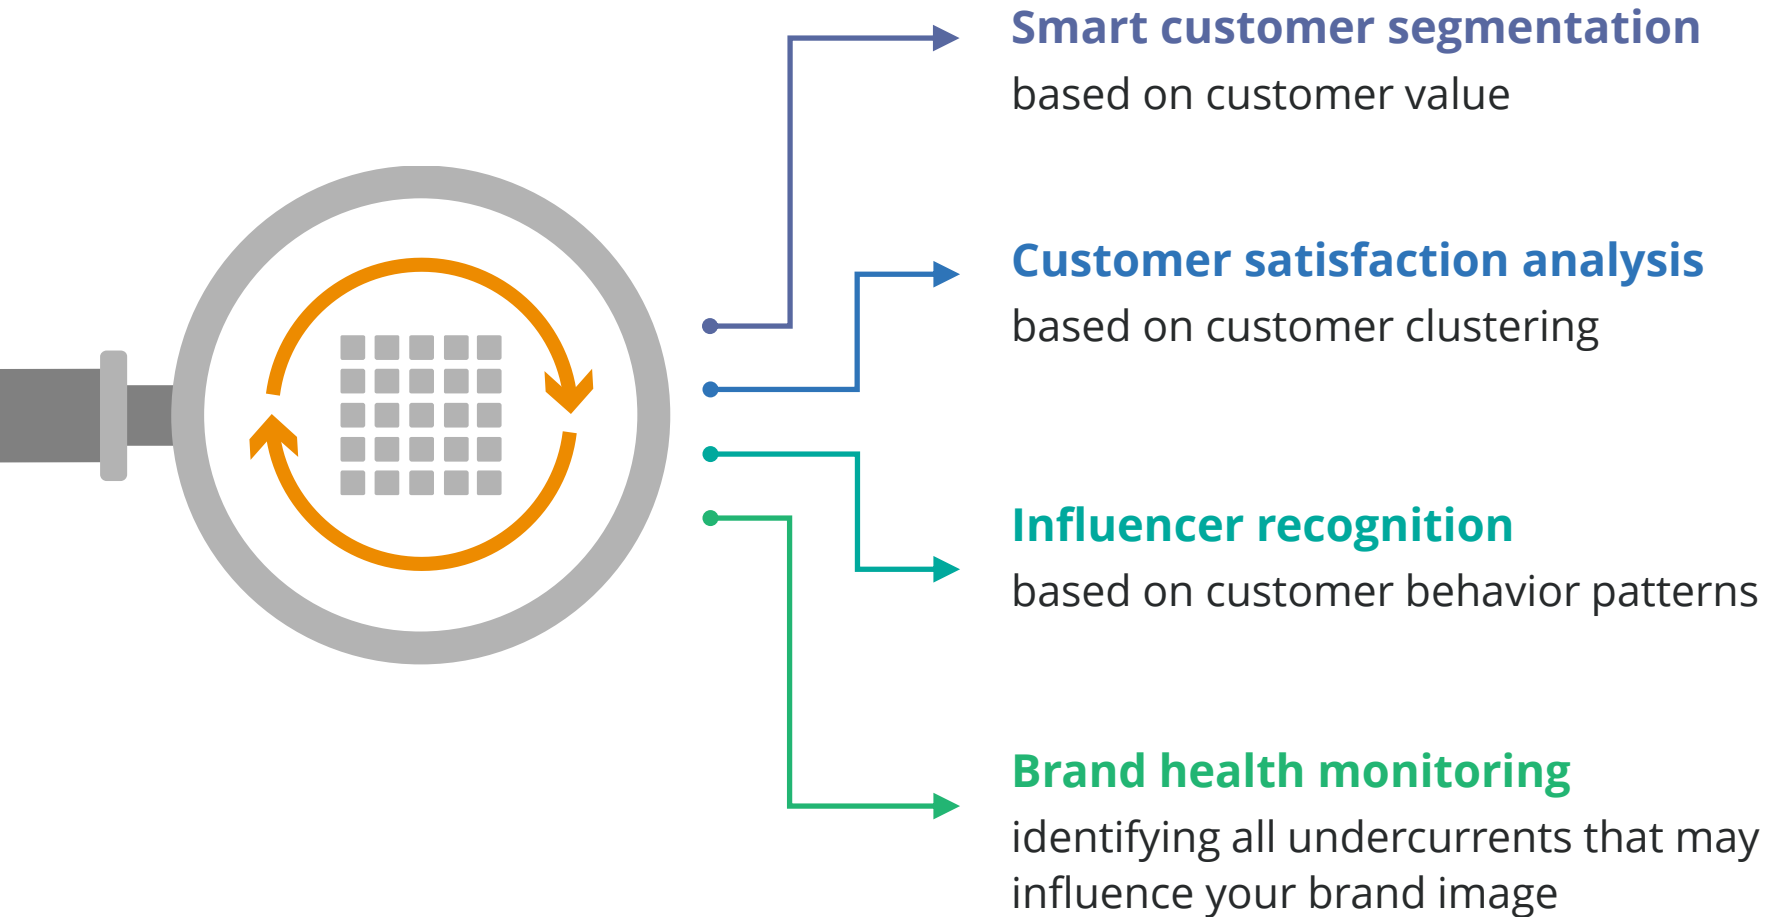 Smart customer segmentation
based on customer value
Customer satisfaction analysis
based on customer clustering
Influencer recognition
based on customer behavior patterns
Brand health monitoring
identifying all undercurrents that may
influence your brand image